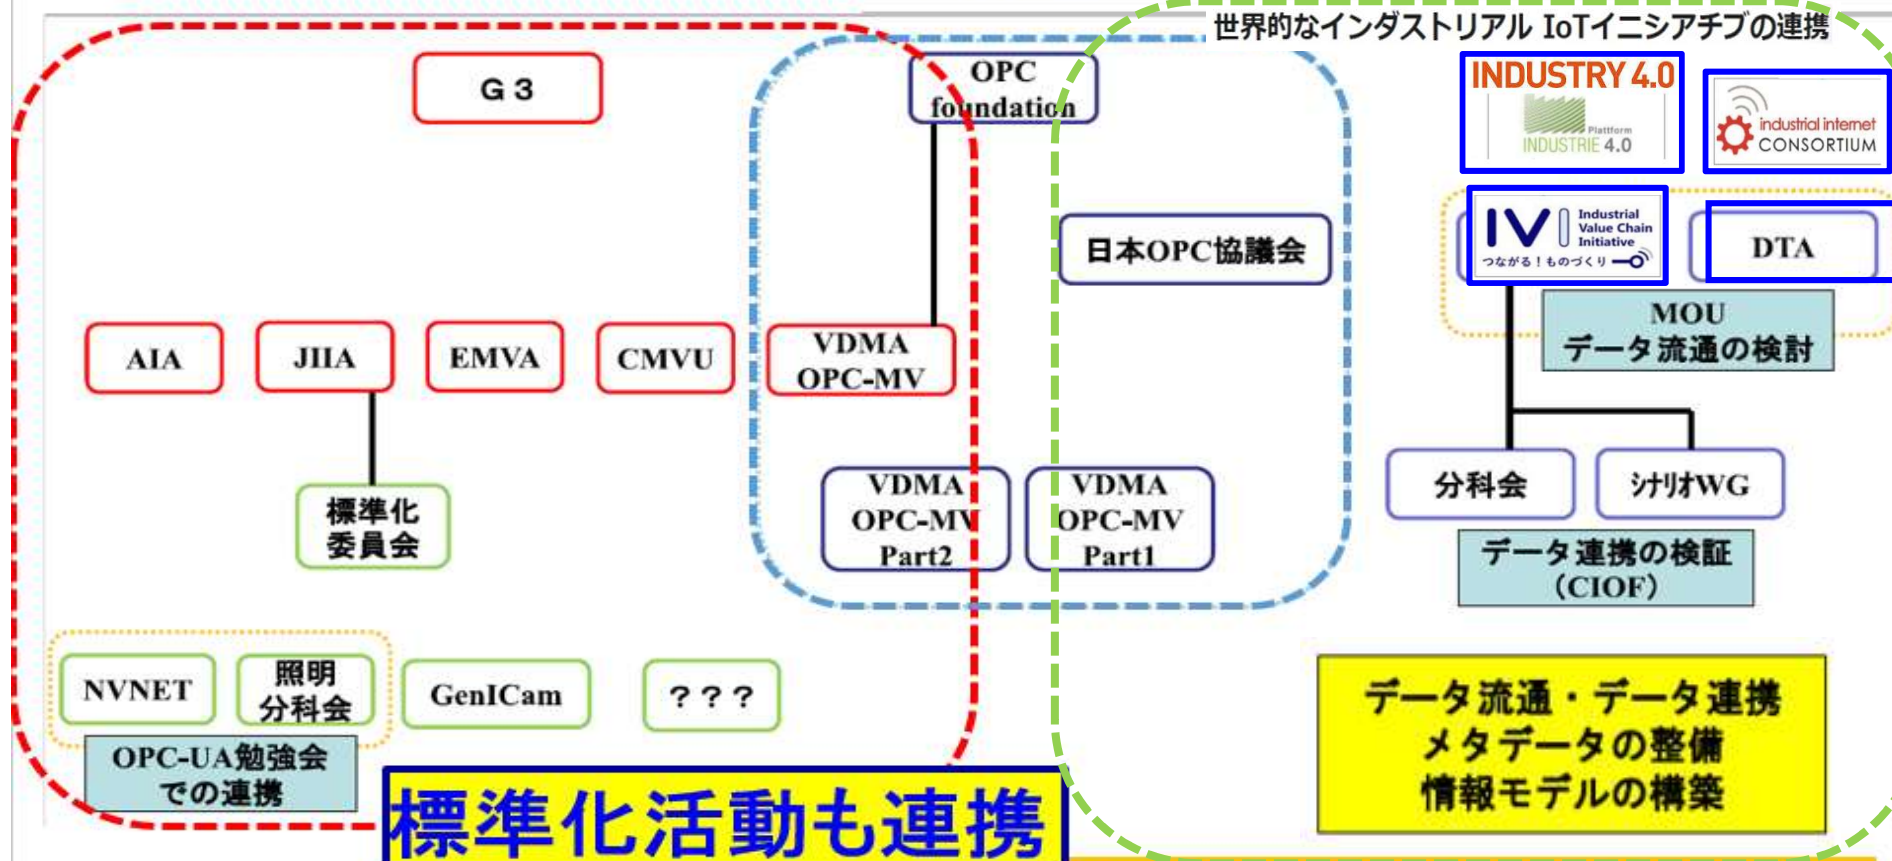 世界的なインダストリアル IoTイニシアチブの連携
G 3
OPC
foundation
INDUSTRY 4.0
Plattform
INDUSTRIE 4.0
industrial internet
CONSORTIUM
日本OPC協議会
IVI
Industrial
Value Chain
Initiative
つながる!ものづくり
DTA
MOU
データ流通の検討
AIA
JIIA
EMVA
CMVU
VDMA
OPC-MV
標準化
委員会
VDMA
OPC-MV
Part2
VDMA
OPC-MV
Part1
分科会
シナリオWG
データ連携の検証
(CIOF)
NVNET
照明
分科会
GenICam
???
OPC-UA勉強会
での連携
標準化活動も連携
データ流通・データ連携
メタデータの整備
情報モデルの構築